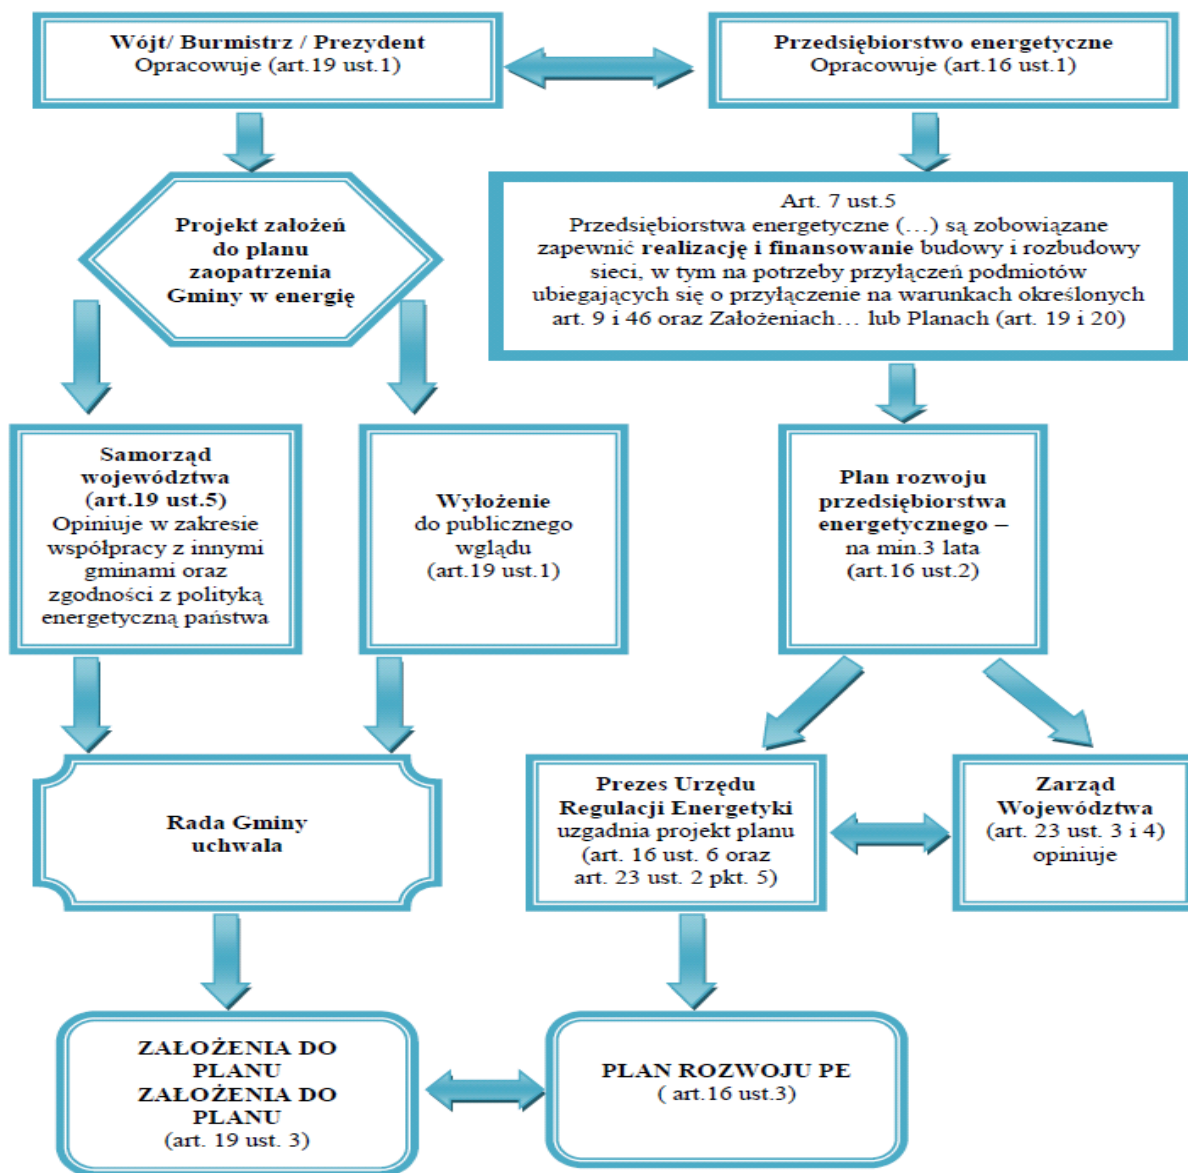 Wójt/ Burmistrz / Prezydent
Opracowuje (art.19 ust.1)
Przedsiębiorstwo energetyczne
Opracowuje (art.16 ust.1)
Projekt założeń
do planu
zaopatrzenia
Gminy w energię
Art. 7 ust.5
Przedsiębiorstwa energetyczne (…) są zobowiązane
zapewnić realizację i finansowanie budowy i rozbudowy
sieci, w tym na potrzeby przyłączeń podmiotów
ubiegających się o przyłączenie na warunkach określonych
art. 9 i 46 oraz Założeniach… lub Planach (art. 19 i 20)
Samorząd
województwa
(art.19 ust.5)
Opiniuje w zakresie
współpracy z innymi
gminami oraz
zgodności z polityką
energetyczną państwa
Wyłożenie
do publicznego
wglądu
(art.19 ust.1)
Plan rozwoju
przedsiębiorstwa
energetycznego –
na min.3 lata
(art.16 ust.2)
Rada Gminy
uchwala
Prezes Urzędu
Regulacji Energetyki
uzgadnia projekt planu
(art. 16 ust. 6 oraz
art. 23 ust. 2 pkt. 5)
Zarząd
Województwa
(art. 23 ust. 3 i 4)
opiniuje
ZAŁOŻENIA DO
PLANU
ZAŁOŻENIA DO
PLANU
(art. 19 ust. 3)
PLAN ROZWOJU PE
( art.16 ust.3)